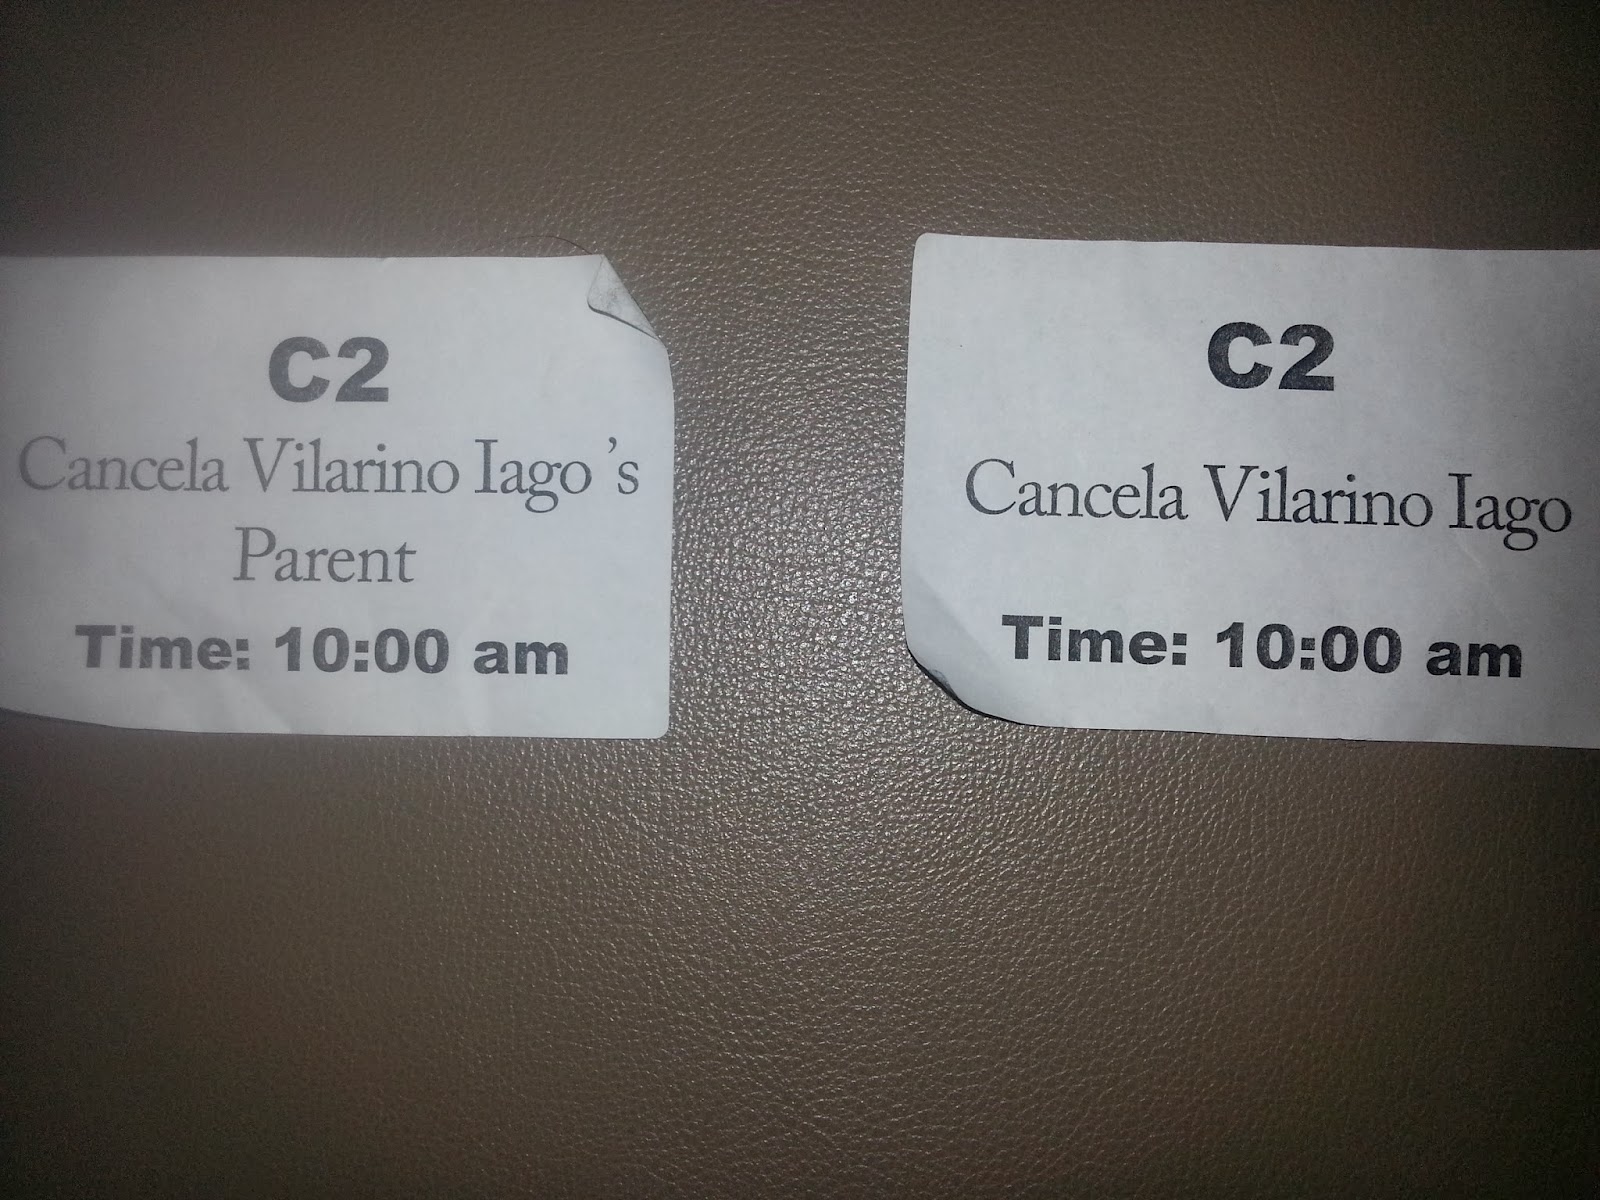 C2
Cancela Vilarino Iago 's
Parent
Time: 10:00 am
C2
Cancela Vilarino Iago
Time: 10:00 am